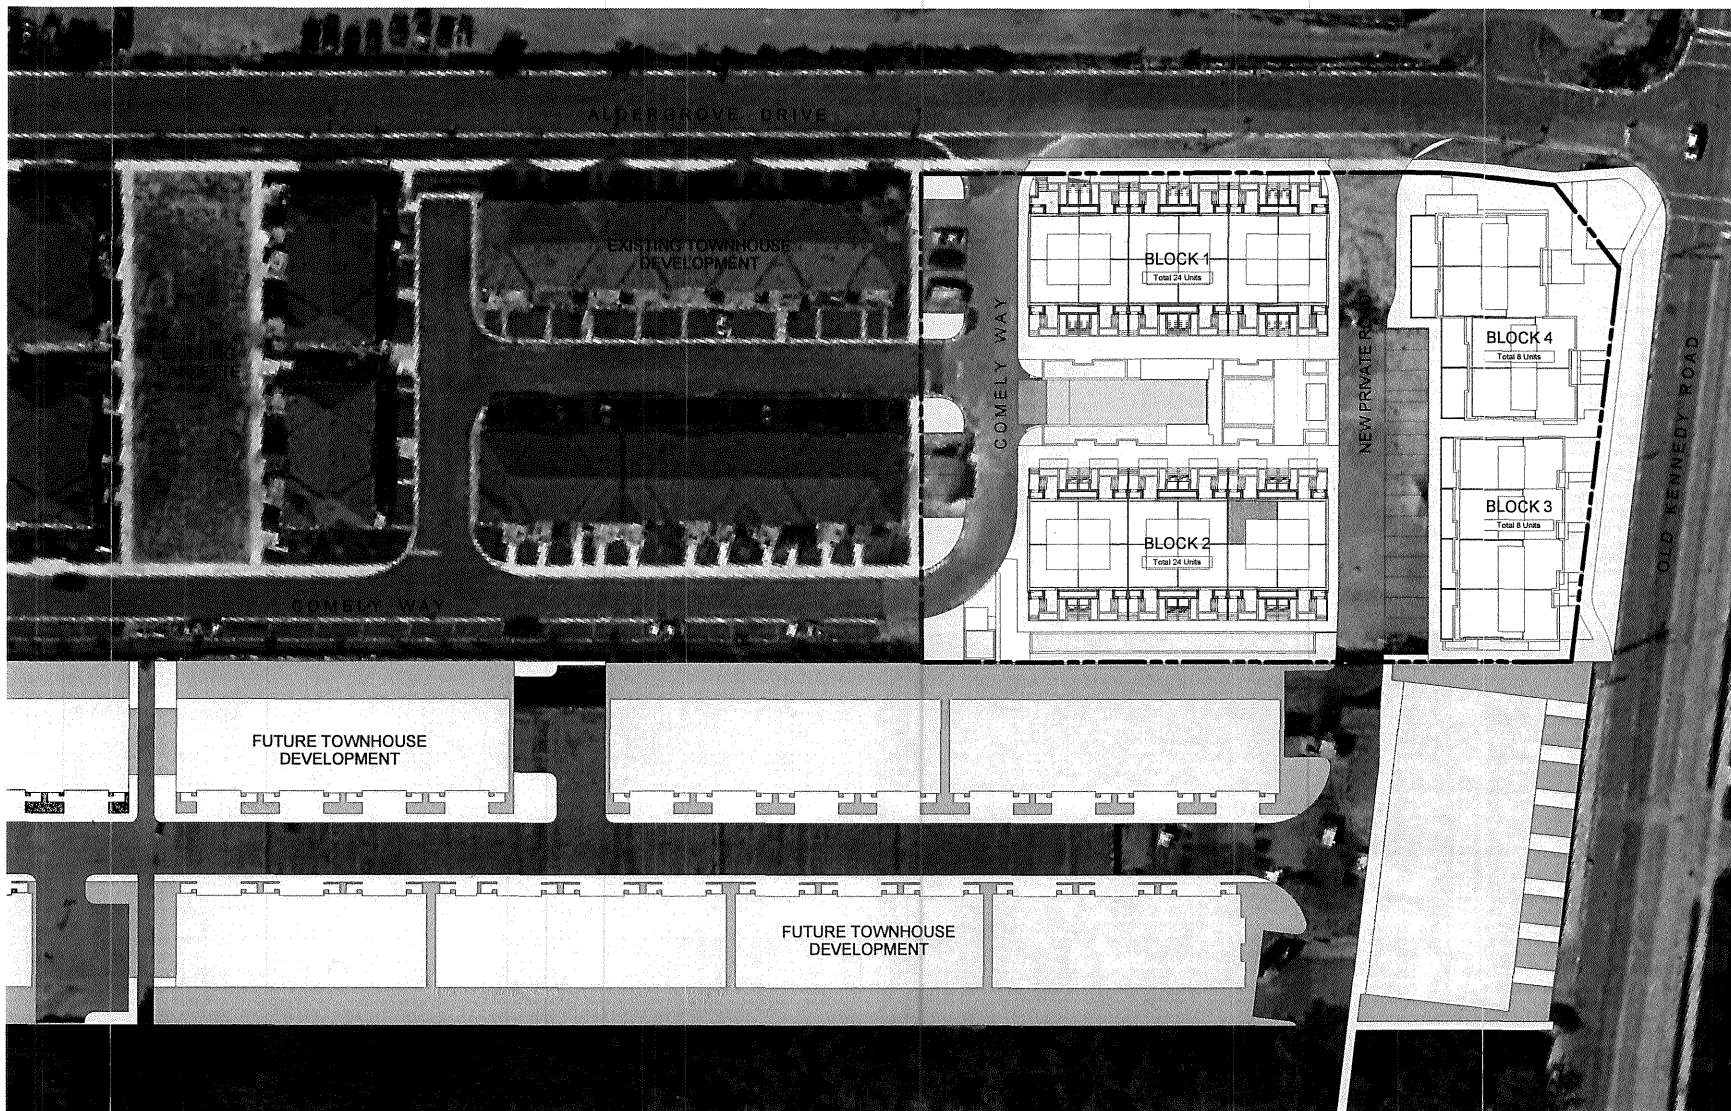 ALDERGROVE DRIVE
EXISTING TOWNHOUSE
DEVELOPMENT
BLOCK 1
Total 24 Units
COMELY WAY
NEW PRIVATE ROAD
BLOCK 4
Total 8 Units
OLD KENNEDY ROAD
EXISTING
BLOCK 3
Total 8 Units
BLOCK 2
Total 24 Units
COMELY WAY
FUTURE TOWNHOUSE
DEVELOPMENT
FUTURE TOWNHOUSE
DEVELOPMENT